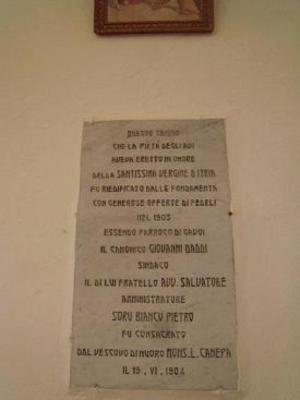 QUESTO TEMPIO
CHE LA PIETÀ DEGLI AVI
AVEVA ERETTO IN ONORE
DELLA SANTISSIMA VERGINE D'ITRIA
FU RIEDIFICATO DALLE FONDAMENTA
CON GENEROSE OFFERTE DI FEDELI
NEL 1903
ESSENDO PARROCO DI GAVOI
IL CANONICO GIOVANNI DADDI
SINDACO
IL DI LUI FRATELLO AVV. SALVATORE
AMMINISTRATORE
SORU BIANCU PIETRO
FU CONSACRATO
DAL VESCOVO DI NUORO MONS. L. CANEPA
IL 19. VI. 1904